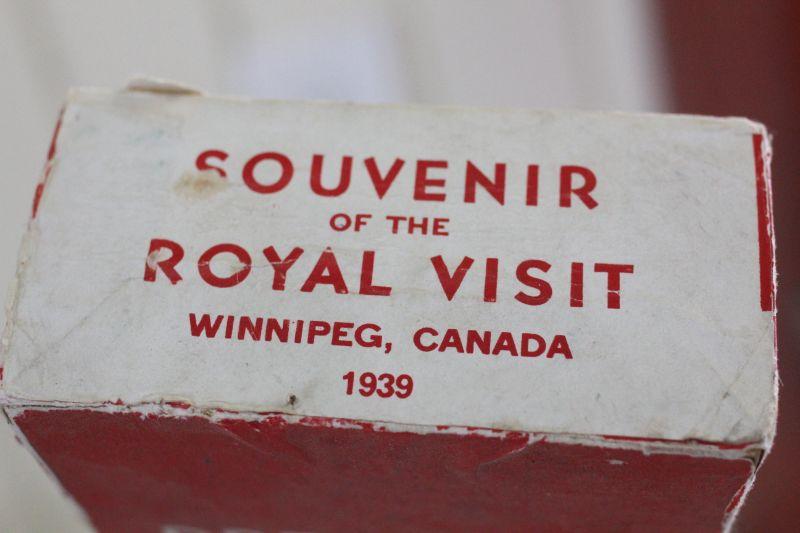 SOUVENIR
OF THE
ROYAL VISIT
WINNIPEG, CANADA
1939